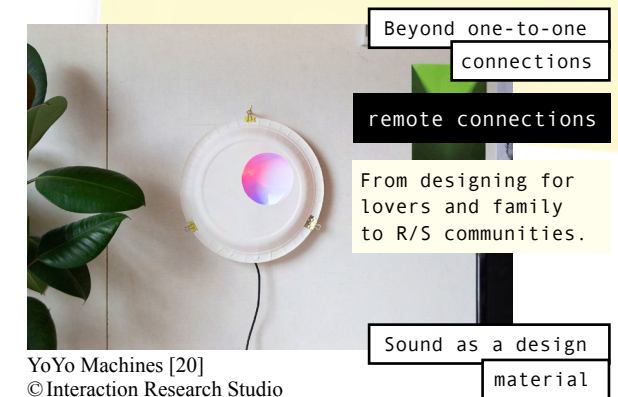 Beyond one-to-one
connections
remote connections
From designing for
lovers and family
to R/S communities.
Sound as a design
material
YoYo Machines [20]
© Interaction Research Studio